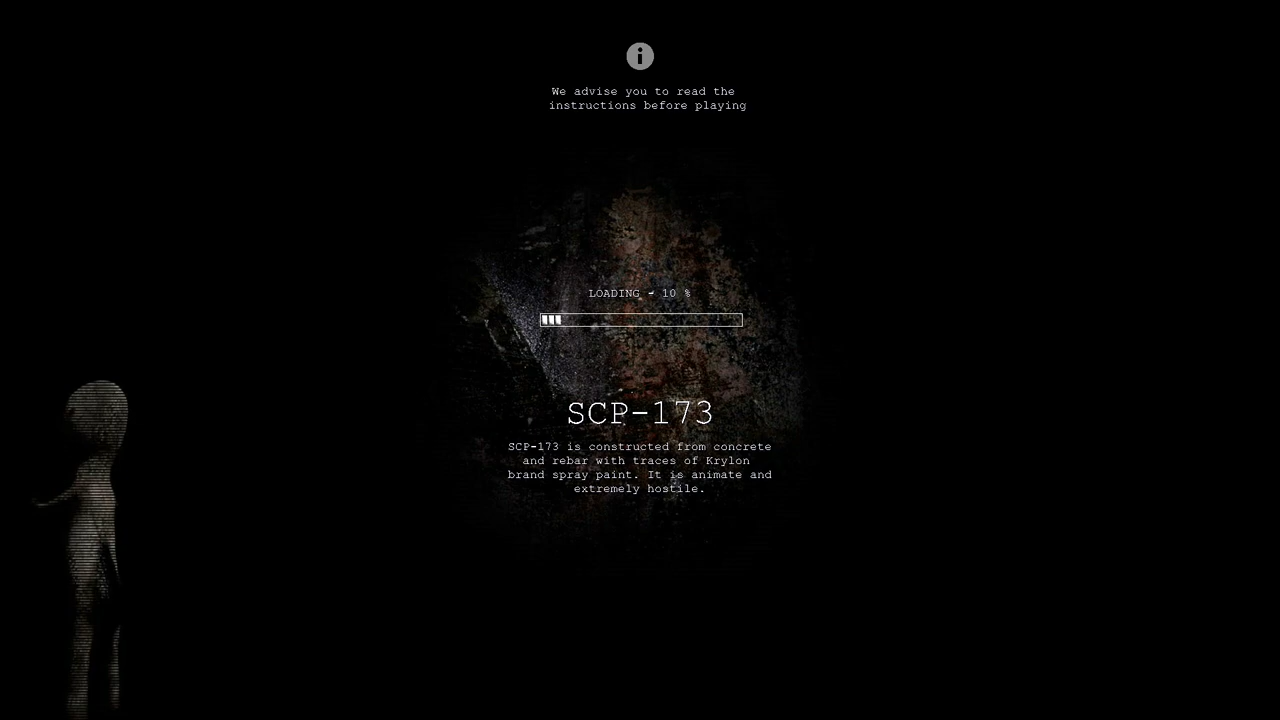 We advise you to read the
instructions before playing
LOADING - 10 %
SCP-173
SCP-173 is constructed from concrete
and rebar with traces of Krylon
brand spray paint. It is animate and
extremely hostile.